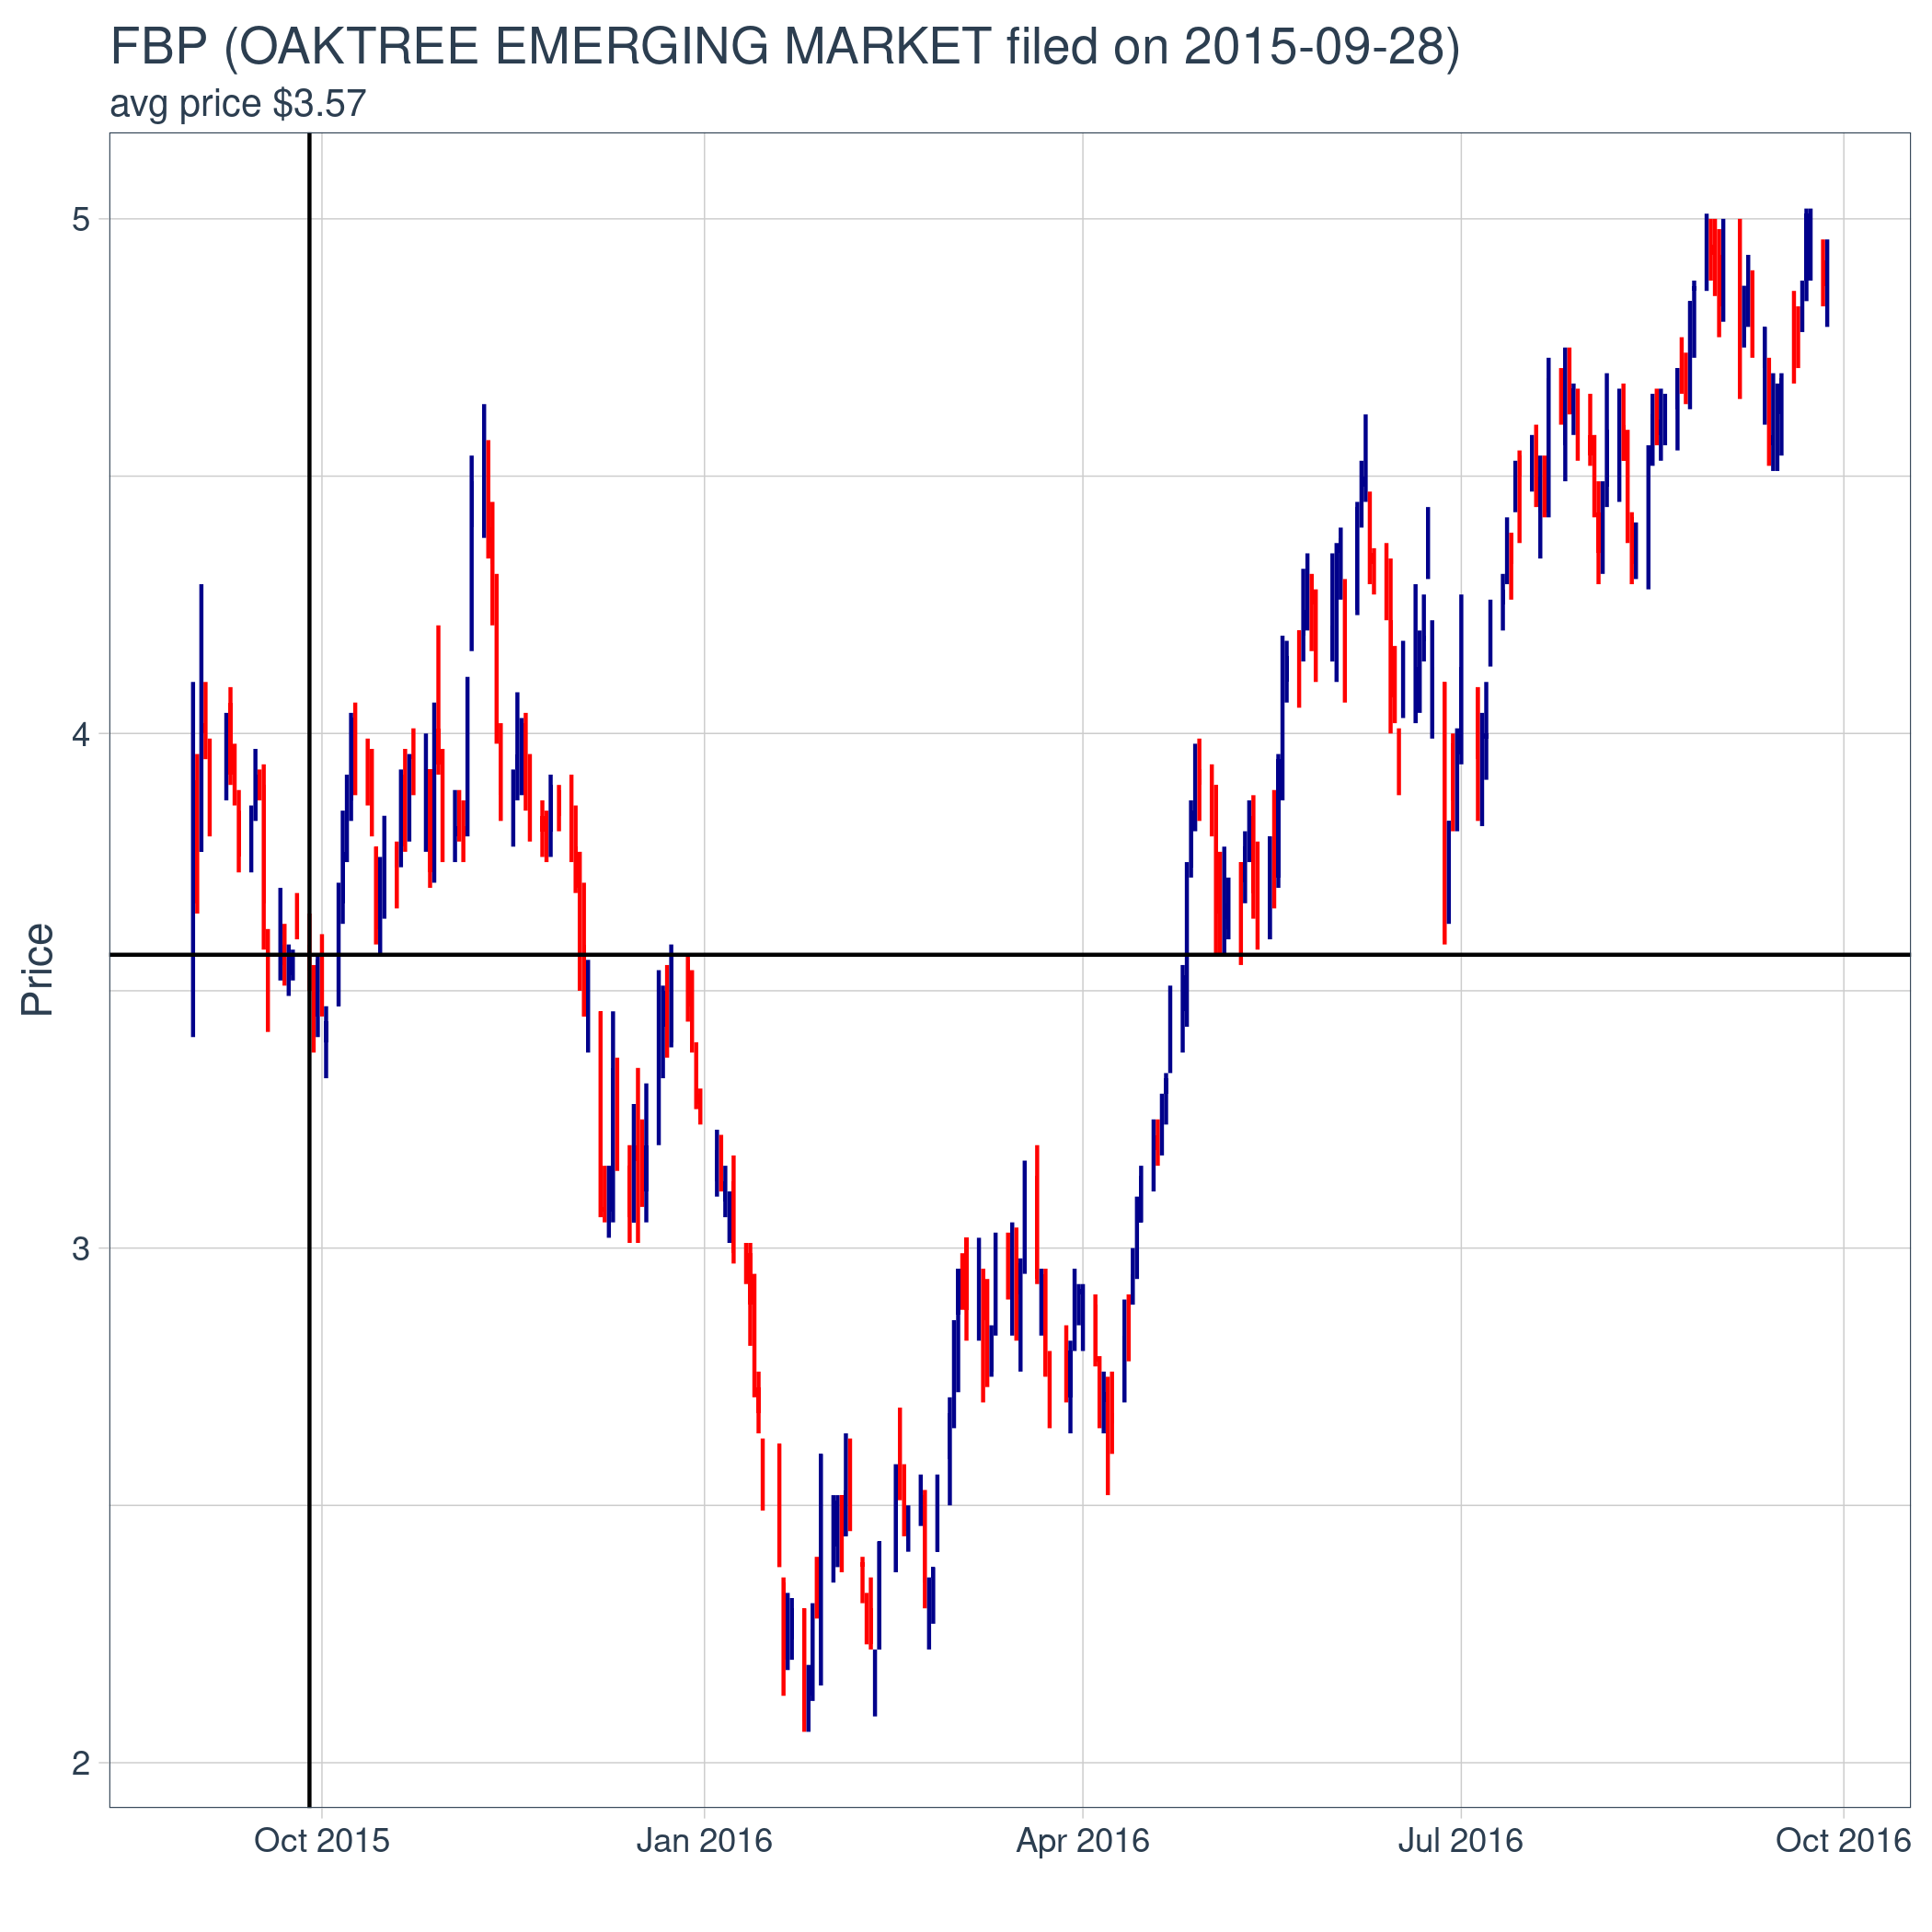 FBP (OAKTREE EMERGING MARKET filed on 2015-09-28)
avg price $3.57
5
4
3
2
Price
Oct 2015
Jan 2016
Apr 2016
Jul 2016
Oct 2016